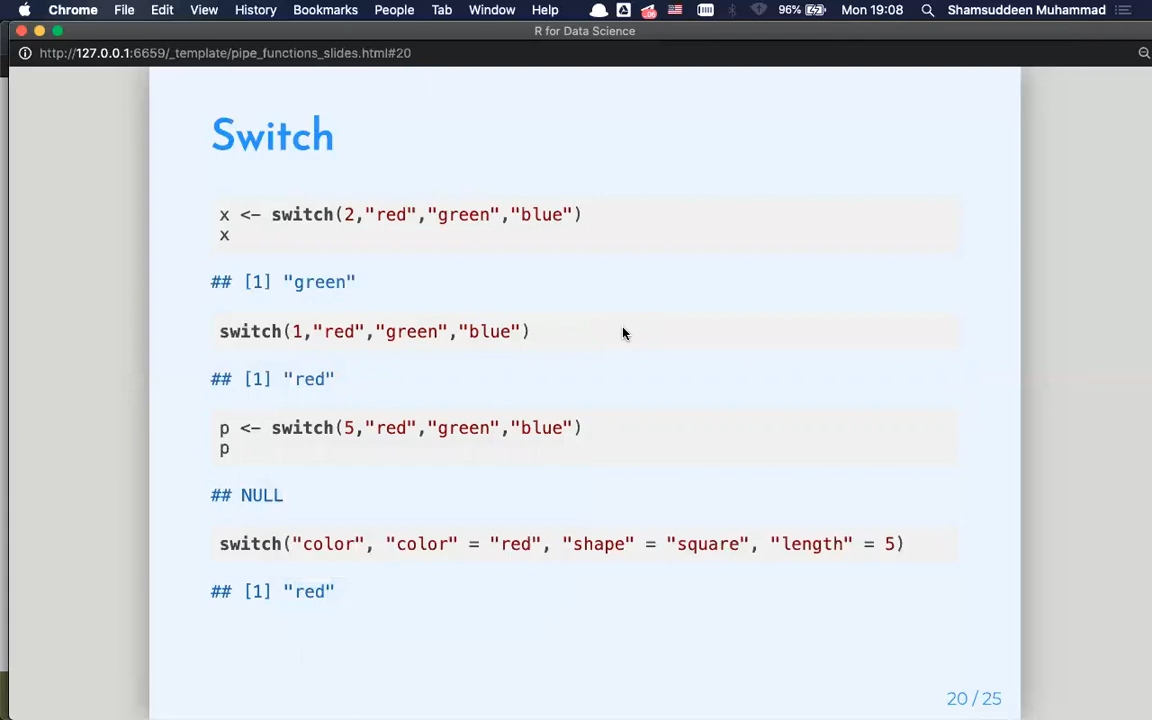 Chrome File Edit View History Bookmarks People Tab Window Help 96% Mon 19:08 Shamsuddeen Muhammad
R for Data Science
http://127.0.0.1:6659/_template/pipe_functions_slides.html#20
Switch
x <- switch(2,"red","green","blue")
x
## [1] "green"
switch(1,"red","green","blue")
## [1] "red"
p <- switch(5,"red","green","blue")
p
## NULL
switch("color", "color" = "red", "shape" = "square", "length" = 5)
## [1] "red"
20 / 25